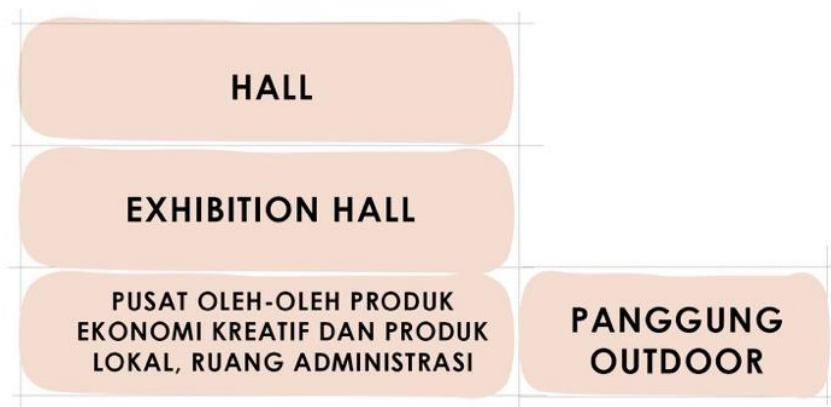 HALL
EXHIBITION HALL
PUSAT OLEH-OLEH PRODUK
EKONOMI KREATIF DAN PRODUK
LOKAL, RUANG ADMINISTRASI
PANGGUNG
OUTDOOR